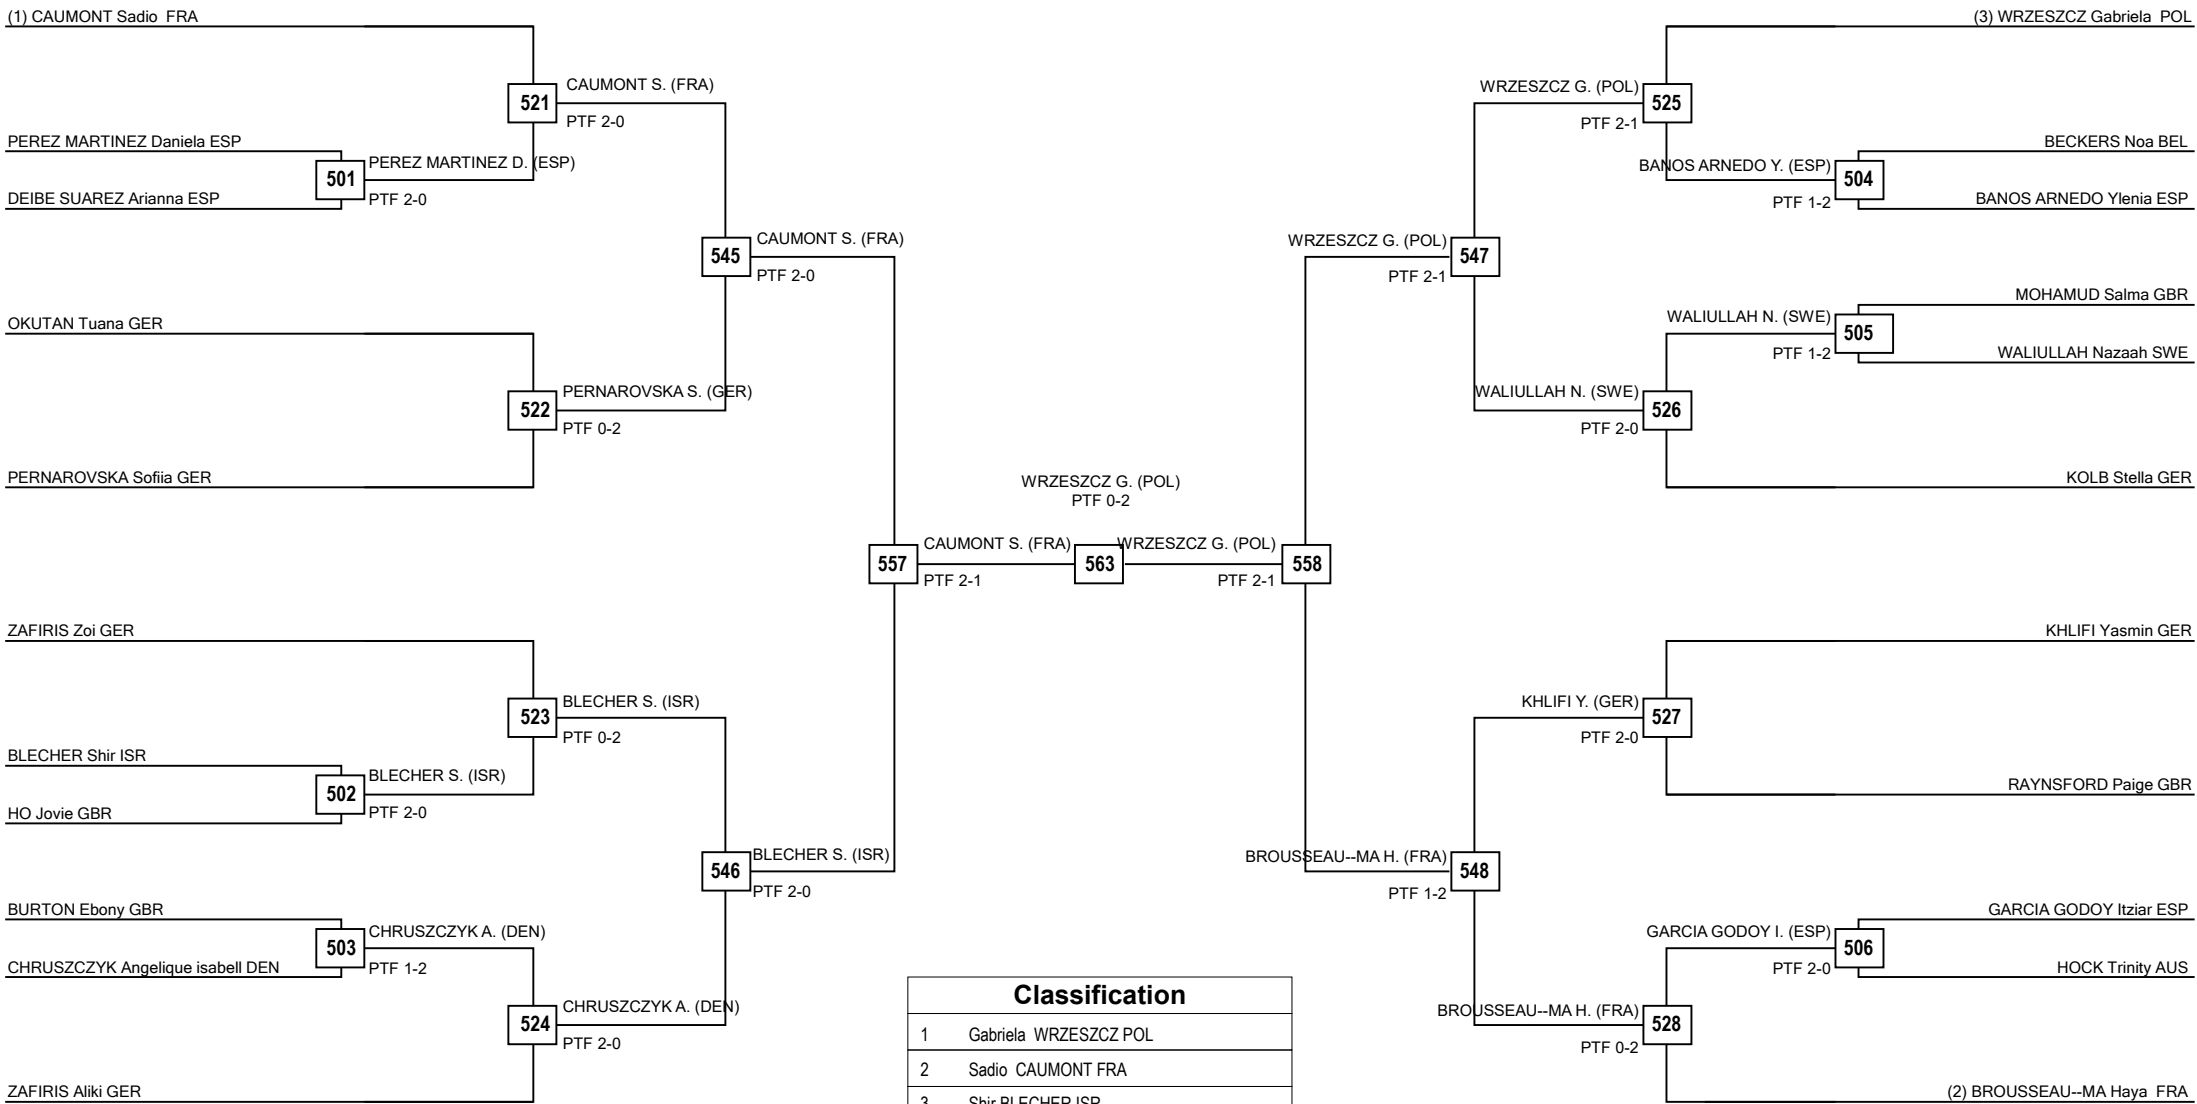 (1) CAUMONT Sadio FRA
(3) WRZESZCZ Gabriela POL
CAUMONT S. (FRA)
521
PTF 2-0
WRZESZCZ G. (POL)
525
PTF 2-1
PEREZ MARTINEZ Daniela ESP
PEREZ MARTINEZ D. (ESP)
501
DEIBE SUAREZ Arianna ESP
PTF 2-0
BECKERS Noa BEL
BANOS ARNEDO Y. (ESP)
504
PTF 1-2
BANOS ARNEDO Ylenia ESP
CAUMONT S. (FRA)
545
PTF 2-0
WRZESZCZ G. (POL)
547
PTF 2-1
MOHAMUD Salma GBR
WALIULLAH N. (SWE)
505
PTF 1-2
WALIULLAH Nazaah SWE
OKUTAN Tuana GER
PERNAROVSKA S. (GER)
522
PTF 0-2
WALIULLAH N. (SWE)
526
PTF 2-0
PERNAROVSKA Sofiia GER
KOLB Stella GER
WRZESZCZ G. (POL)
PTF 0-2
557
CAUMONT S. (FRA)
PTF 2-1
563
WRZESZCZ G. (POL)
PTF 2-1
558
ZAFIRIS Zoi GER
KHLIFI Yasmin GER
BLECHER S. (ISR)
523
PTF 0-2
KHLIFI Y. (GER)
527
PTF 2-0
BLECHER Shir ISR
BLECHER S. (ISR)
502
HO Jovie GBR
PTF 2-0
RAYNSFORD Paige GBR
BLECHER S. (ISR)
546
PTF 2-0
BROUSSEAU--MA H. (FRA)
548
PTF 1-2
BURTON Ebony GBR
CHRUSZCZYK A. (DEN)
503
CHRUSZCZYK Angelique isabell DEN
PTF 1-2
GARCIA GODOY Itziar ESP
GARCIA GODOY I. (ESP)
506
PTF 2-0
HOCK Trinity AUS
CHRUSZCZYK A. (DEN)
524
PTF 2-0
BROUSSEAU--MA H. (FRA)
528
PTF 0-2
ZAFIRIS Aliki GER
(2) BROUSSEAU--MA Haya FRA
Classification
1 Gabriela WRZESZCZ POL
2 Sadio CAUMONT FRA
3 Shir BLECHER ISR